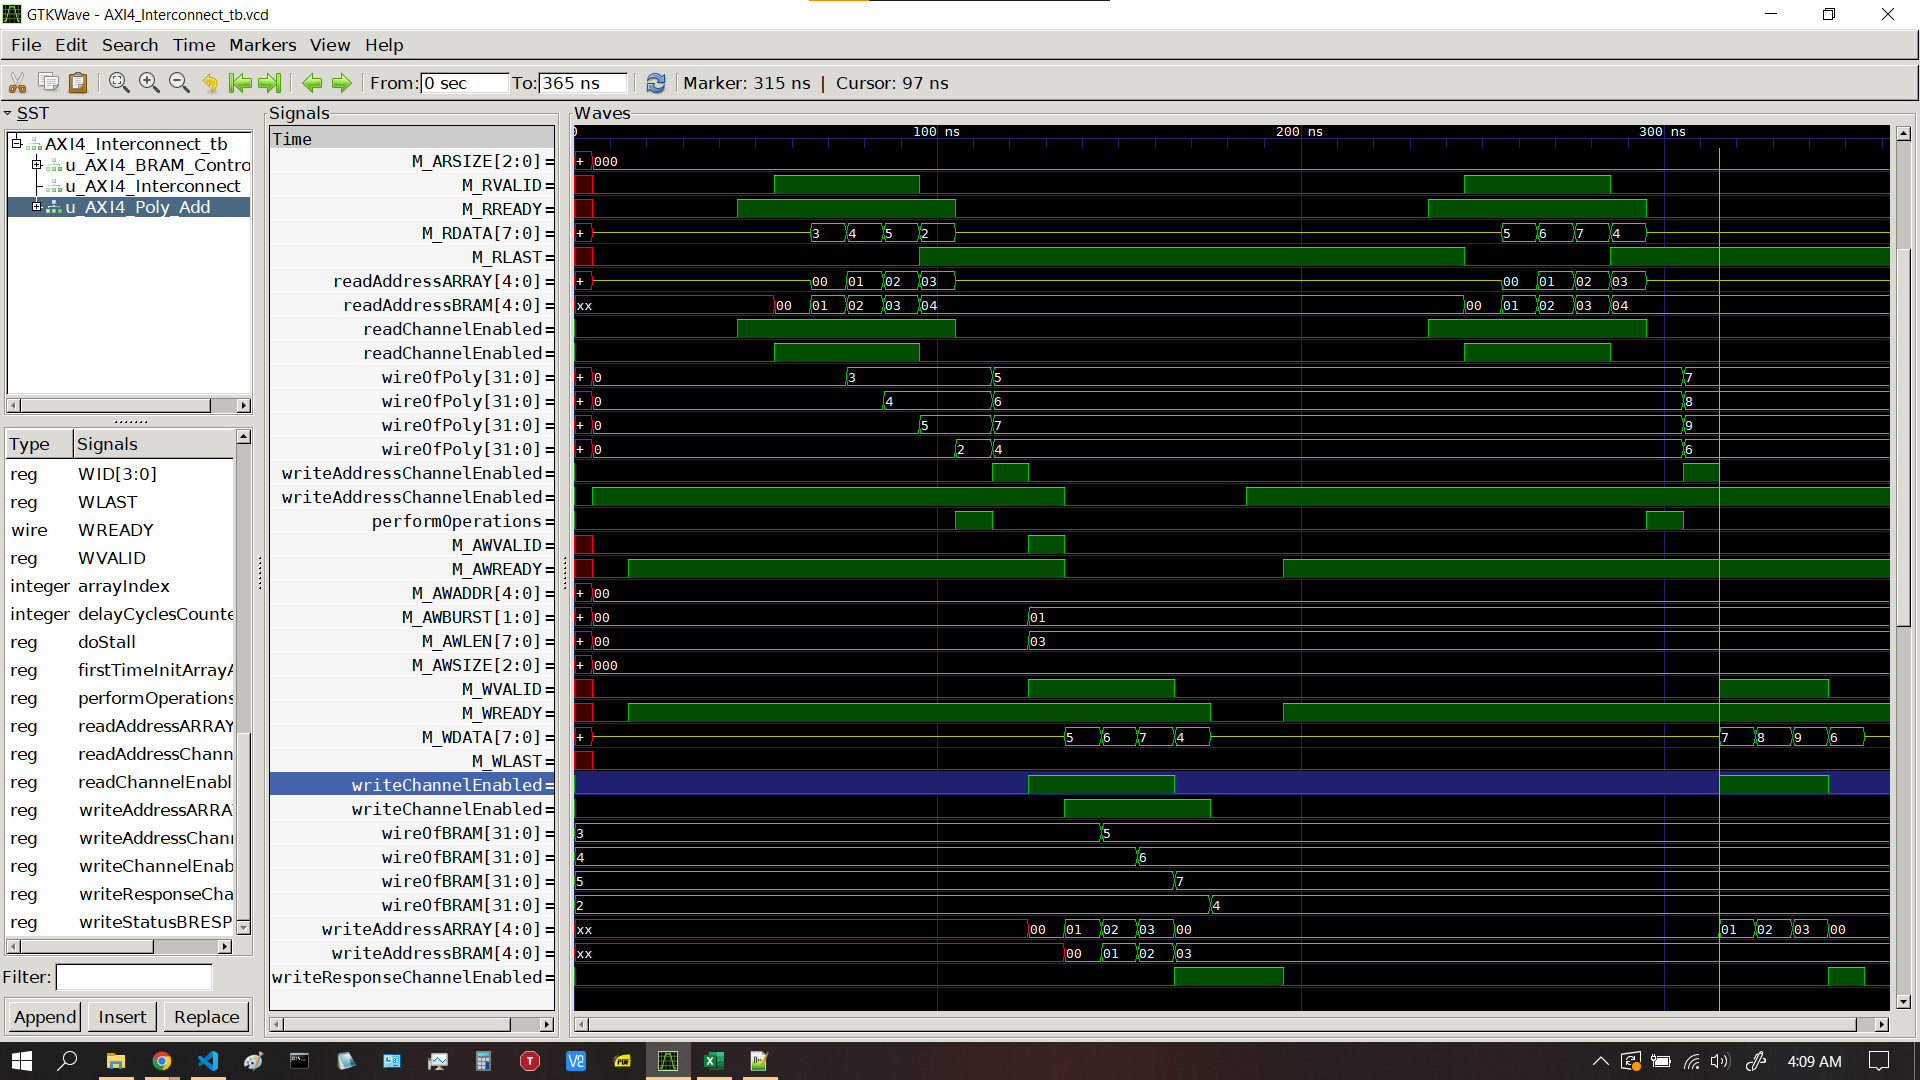 GTKWave - AXI4_Interconnect_tb.vcd
File Edit Search Time Markers View Help
From: 0 sec To: 365 ns Marker: 315 ns | Cursor: 97 ns
SST
AXI4_Interconnect_tb
u_AXI4_BRAM_Contro
u_AXI4_Interconnect
u_AXI4_Poly_Add
Type Signals
reg WID[3:0]
reg WLAST
wire WREADY
reg WVALID
integer arrayIndex
integer delayCyclesCounte
reg doStall
reg firstTimeInitArrayA
reg performOperations
reg readAddressARRAY
reg readAddressChann
reg readChannelEnabl
reg writeAddressARRA
reg writeAddressChann
reg writeChannelEnab
reg writeResponseCha
reg writeStatusBRESP
Filter:
Append Insert Replace
Signals
Time
Waves
0 100 ns 200 ns 300 ns
M_ARSIZE[2:0] = + 000
M_RVALID =
M_RREADY =
M_RDATA[7:0] = + 3 4 5 2 5 6 7 4
M_RLAST =
readAddressARRAY[4:0] = + 00 01 02 03 00 01 02 03
readAddressBRAM[4:0] = xx 00 01 02 03 04 00 01 02 03 04
readChannelEnabled =
readChannelEnabled =
wireOfPoly[31:0] = + 0 3 5 7
wireOfPoly[31:0] = + 0 4 6 8
wireOfPoly[31:0] = + 0 5 7 9
wireOfPoly[31:0] = + 0 2 4 6
writeAddressChannelEnabled =
writeAddressChannelEnabled =
performOperations =
M_AWVALID =
M_AWREADY =
M_AWADDR[4:0] = + 00
M_AWBURST[1:0] = + 00 01
M_AWLEN[7:0] = + 00 03
M_AWSIZE[2:0] = + 000
M_WVALID =
M_WREADY =
M_WDATA[7:0] = + 5 6 7 4 7 8 9 6
M_WLAST =
writeChannelEnabled =
writeChannelEnabled =
wireOfBRAM[31:0] = 3 5
wireOfBRAM[31:0] = 4 6
wireOfBRAM[31:0] = 5 7
wireOfBRAM[31:0] = 2 4
writeAddressARRAY[4:0] = xx 00 01 02 03 00 01 02 03 00
writeAddressBRAM[4:0] = xx 00 01 02 03
writeResponseChannelEnabled =
4:09 AM